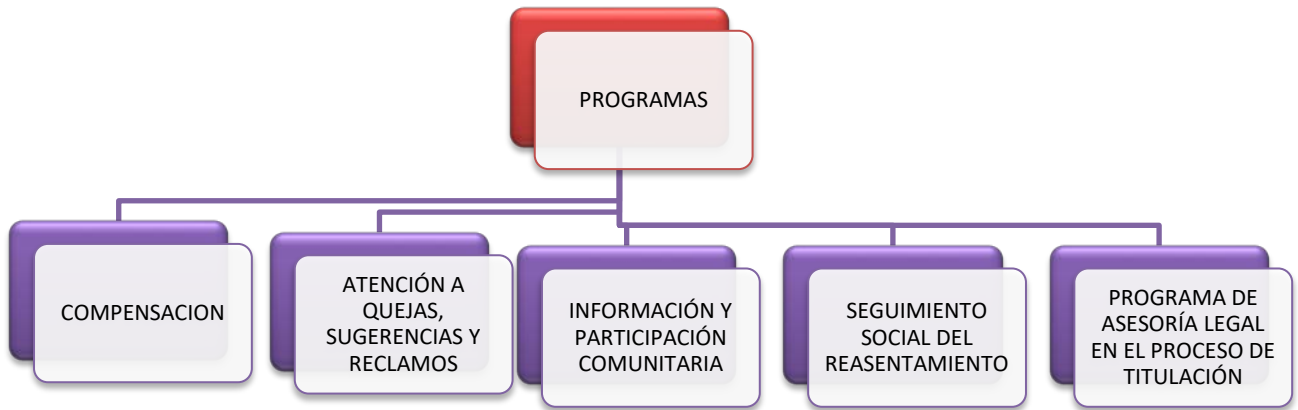 PROGRAMAS
COMPENSACION
ATENCIÓN A
QUEJAS,
SUGERENCIAS Y
RECLAMOS
INFORMACIÓN Y
PARTICIPACIÓN
COMUNITARIA
SEGUIMIENTO
SOCIAL DEL
REASENTAMIENTO
PROGRAMA DE
ASESORÍA LEGAL
EN EL PROCESO DE
TITULACIÓN